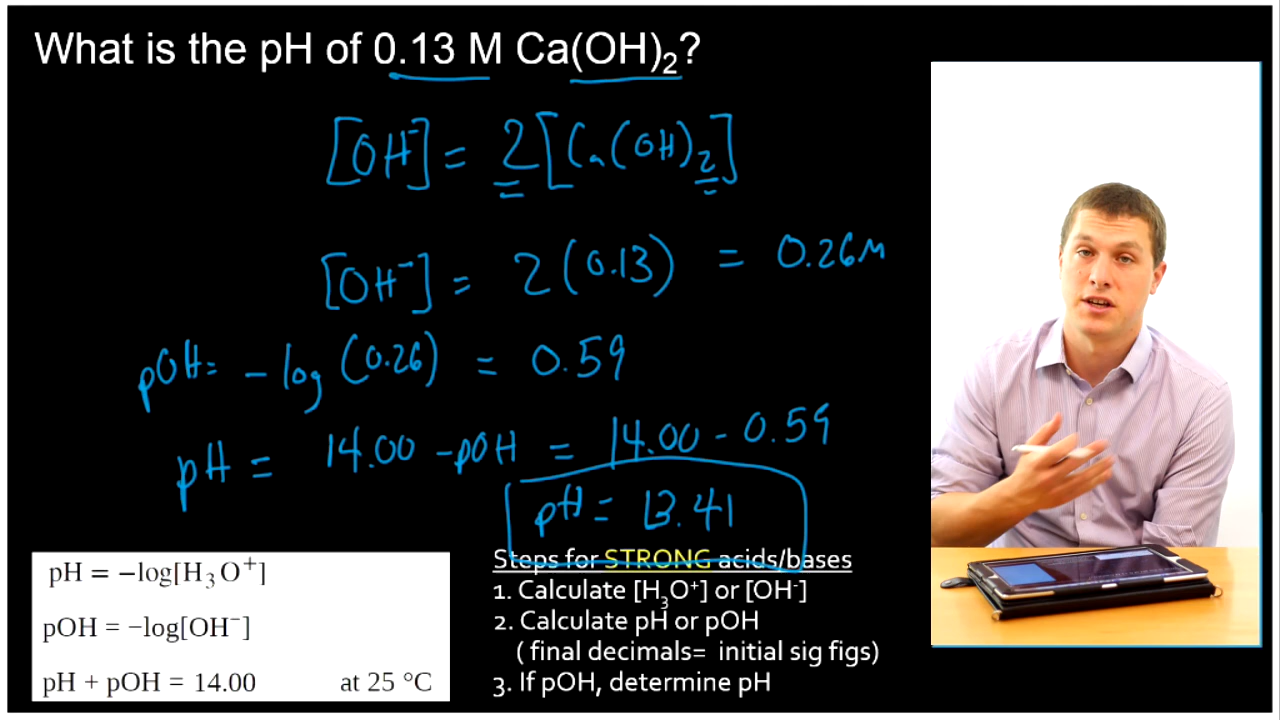 What is the pH of 0.13 M Ca(OH)₂?
[OH⁻] = 2[Ca(OH)₂]
[OH⁻] = 2(0.13) = 0.26M
pOH= -log(0.26) = 0.59
pH = 14.00 -pOH = 14.00 - 0.59
pH = 13.41
pH = −log[H₃O⁺]
pOH = −log[OH⁻]
pH + pOH = 14.00 at 25 °C
Steps for STRONG acids/bases
1. Calculate [H₃O⁺] or [OH⁻]
2. Calculate pH or pOH
( final decimals= initial sig figs)
3. If pOH, determine pH